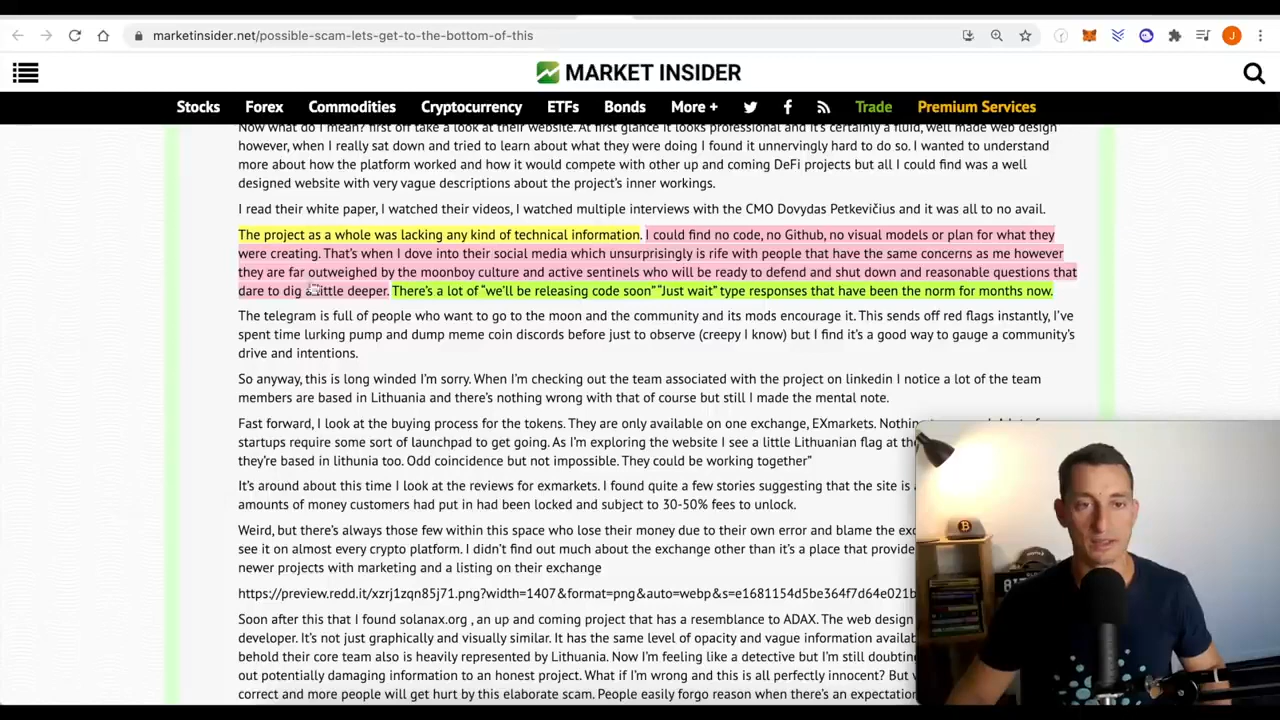 marketinsider.net/possible-scam-lets-get-to-the-bottom-of-this
J
MARKET INSIDER
Stocks Forex Commodities Cryptocurrency ETFs Bonds More + Trade Premium Services
Now what do I mean? first off take a look at their website. At first glance it looks professional and it's certainly a fluid, well made web design
however, when I really sat down and tried to learn about what they were doing I found it unnervingly hard to do so. I wanted to understand
more about how the platform worked and how it would compete with other up and coming DeFi projects but all I could find was a well
designed website with very vague descriptions about the project's inner workings.
I read their white paper, I watched their videos, I watched multiple interviews with the CMO Dovydas Petkevičius and it was all to no avail.
The project as a whole was lacking any kind of technical information. I could find no code, no Github, no visual models or plan for what they
were creating. That's when I dove into their social media which unsurprisingly is rife with people that have the same concerns as me however
they are far outweighed by the moonboy culture and active sentinels who will be ready to defend and shut down and reasonable questions that
dare to dig a little deeper. There's a lot of “we'll be releasing code soon” “Just wait” type responses that have been the norm for months now.
The telegram is full of people who want to go to the moon and the community and its mods encourage it. This sends off red flags instantly, I've
spent time lurking pump and dump meme coin discords before just to observe (creepy I know) but I find it's a good way to gauge a community's
drive and intentions.
So anyway, this is long winded I'm sorry. When I'm checking out the team associated with the project on linkedin I notice a lot of the team
members are based in Lithuania and there's nothing wrong with that of course but still I made the mental note.
Fast forward, I look at the buying process for the tokens. They are only available on one exchange, EXmarkets.
startups require some sort of launchpad to get going. As I'm exploring the website I see a little Lithuanian flag at
they're based in lithunia too. Odd coincidence but not impossible. They could be working together”
It's around about this time I look at the reviews for exmarkets. I found quite a few stories suggesting that the site is
amounts of money customers had put in had been locked and subject to 30-50% fees to unlock.
Weird, but there's always those few within this space who lose their money due to their own error and blame the
see it on almost every crypto platform. I didn't find out much about the exchange other than it's a place that
newer projects with marketing and a listing on their exchange
https://preview.redd.it/xzrj1zqn85j71.png?width=1407&format=png&auto=webp&s=e1681154d5be364f7d64e021b
Soon after this that I found solanax.org , an up and coming project that has a resemblance to ADAX. The web design
developer. It's not just graphically and visually similar. It has the same level of opacity and vague information
behold their core team also is heavily represented by Lithuania. Now I'm feeling like a detective but I'm still
out potentially damaging information to an honest project. What if I'm wrong and this is all perfectly innocent?
correct and more people will get hurt by this elaborate scam. People easily forgo reason when there's an